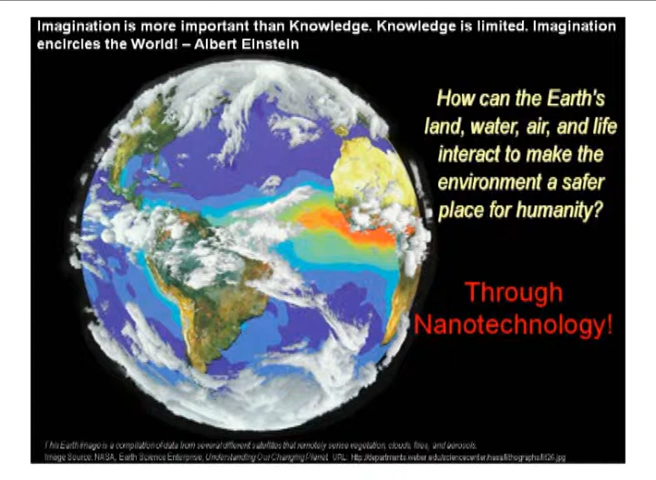 Imagination is more important than Knowledge. Knowledge is limited. Imagination
encircles the World! – Albert Einstein
How can the Earth's
land, water, air, and life
interact to make the
environment a safer
place for humanity?
Through
Nanotechnology!
This Earth image is a compilation of data from several different satellites that remotely sense vegetation, clouds, fires, and aerosols.
Image Source: NASA, Earth Science Enterprise, Understanding Our Changing Planet. URL: